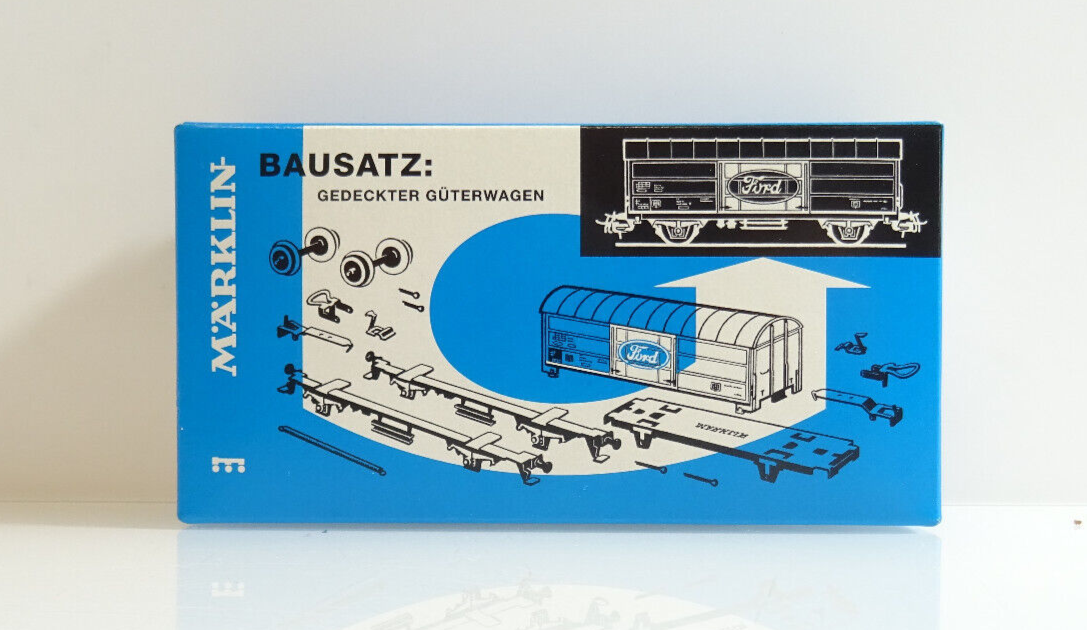 BAUSATZ:
GEDECKTER GÜTERWAGEN
MÄRKLIN
Ford
Ford
MÄRKLIN